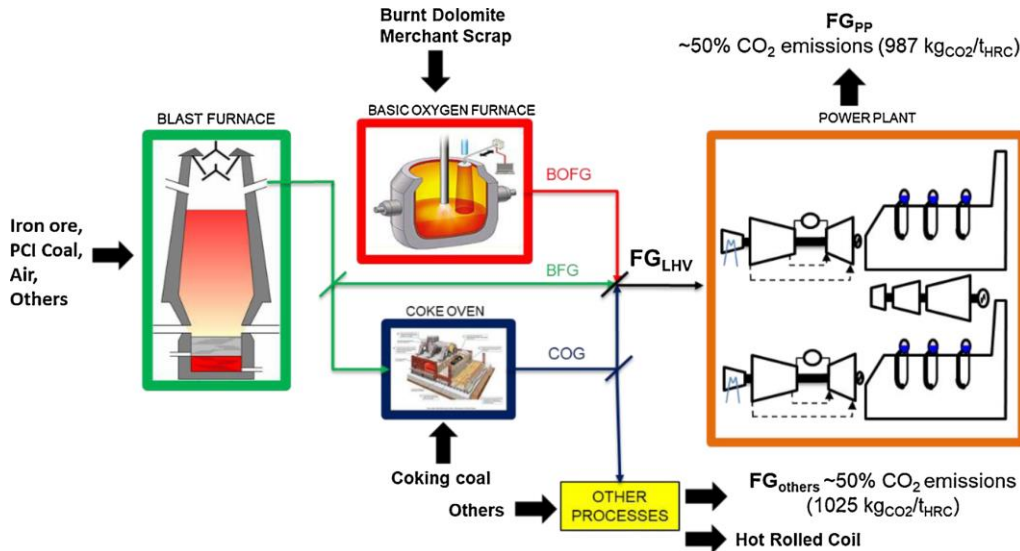 Burnt Dolomite
Merchant Scrap
FG_PP
~50% CO₂ emissions (987 kg_CO2/t_HRC)
BLAST FURNACE
BASIC OXYGEN FURNACE
POWER PLANT
BOFG
Iron ore,
PCI Coal,
Air,
Others
FG_LHV
BFG
COKE OVEN
COG
M
M
Coking coal
Others
OTHER
PROCESSES
FG_others ~50% CO₂ emissions
(1025 kg_CO2/t_HRC)
Hot Rolled Coil